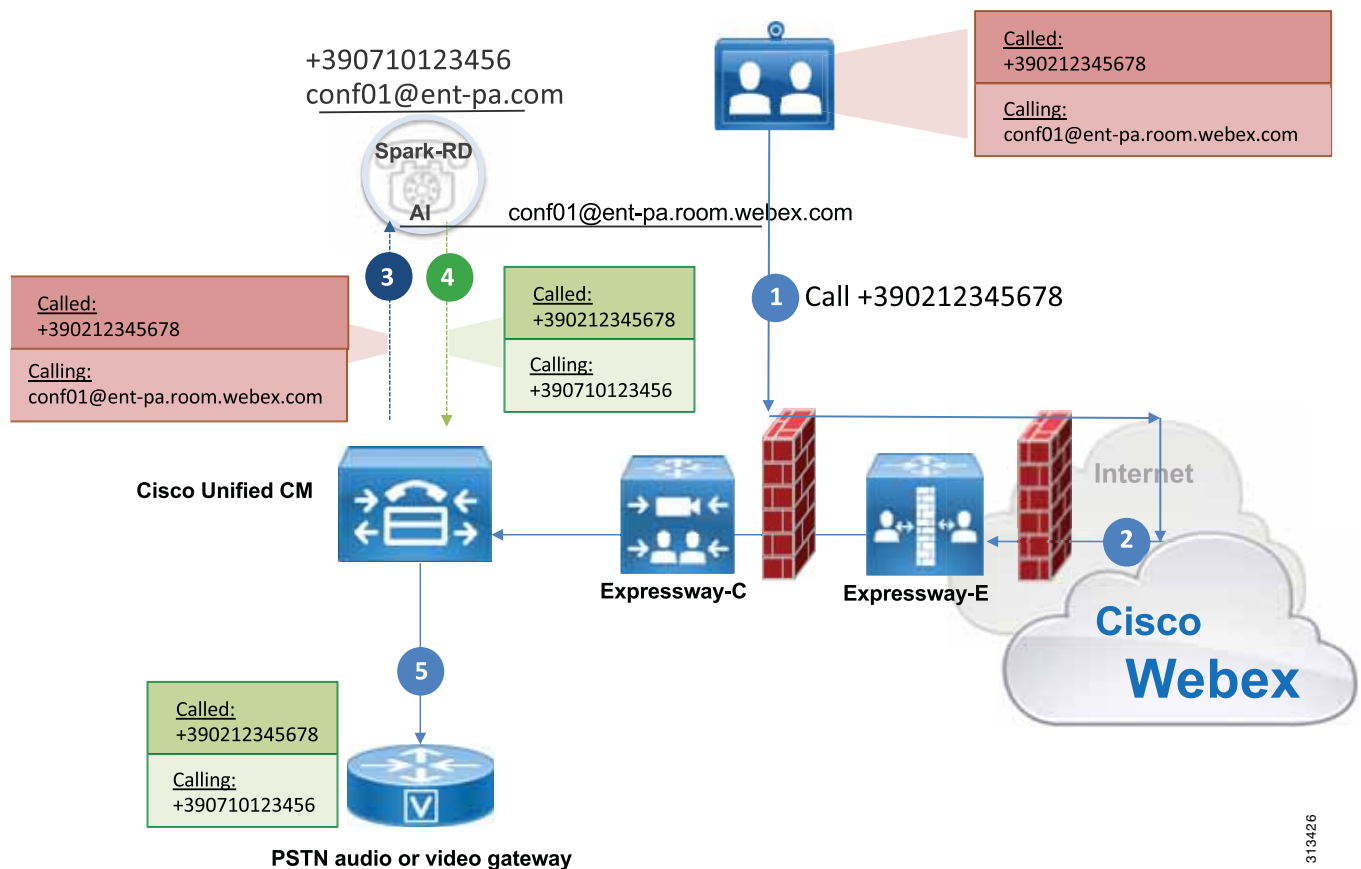 +390710123456
conf01@ent-pa.com
Spark-RD
AI
conf01@ent-pa.room.webex.com
Called:
+390212345678
Calling:
conf01@ent-pa.room.webex.com
3
4
1
Call +390212345678
Called:
+390212345678
Calling:
conf01@ent-pa.room.webex.com
Called:
+390212345678
Calling:
+390710123456
Cisco Unified CM
Expressway-C
Expressway-E
Internet
2
Cisco
Webex
5
Called:
+390212345678
Calling:
+390710123456
V
PSTN audio or video gateway
313426